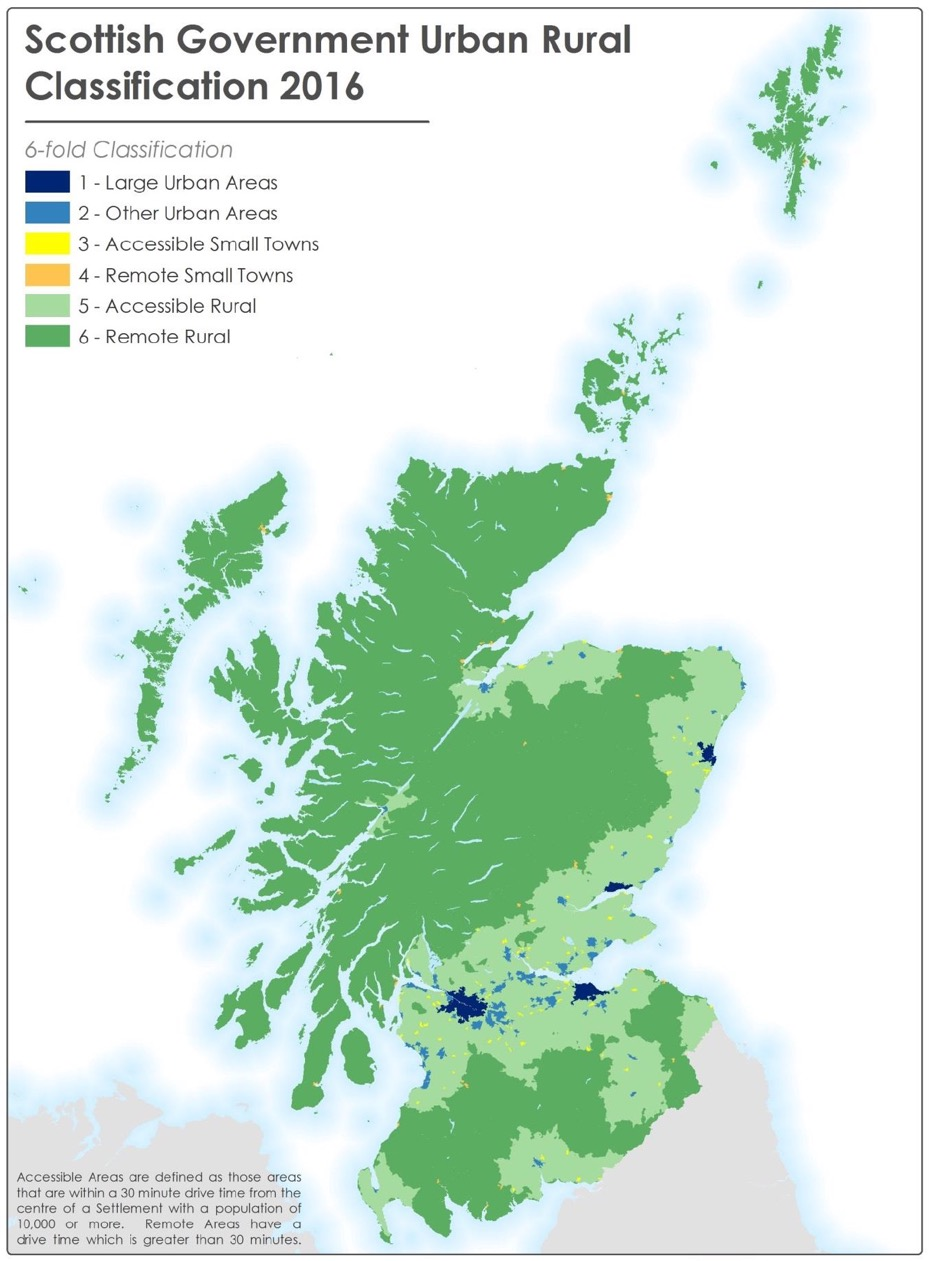 Scottish Government Urban Rural
Classification 2016
6-fold Classification
1 - Large Urban Areas
2 - Other Urban Areas
3 - Accessible Small Towns
4 - Remote Small Towns
5 - Accessible Rural
6 - Remote Rural
Accessible Areas are defined as those areas
that are within a 30 minute drive time from the
centre of a Settlement with a population of
10,000 or more. Remote Areas have a
drive time which is greater than 30 minutes.